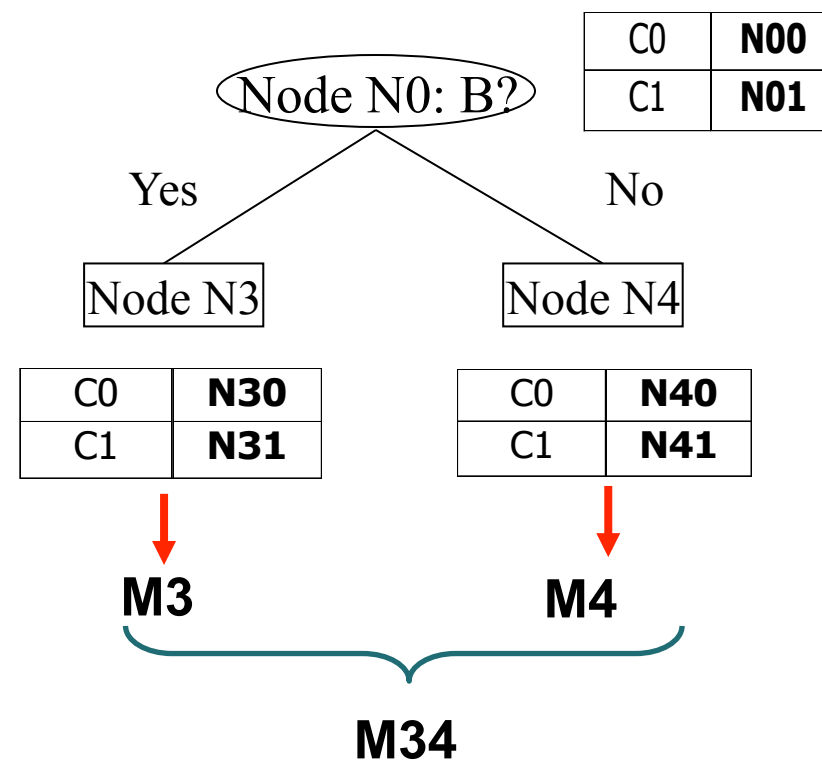 C0 N00
Node N0: B?
C1 N01
Yes No
Node N3 Node N4
C0 N30 C0 N40
C1 N31 C1 N41
M3 M4
M34